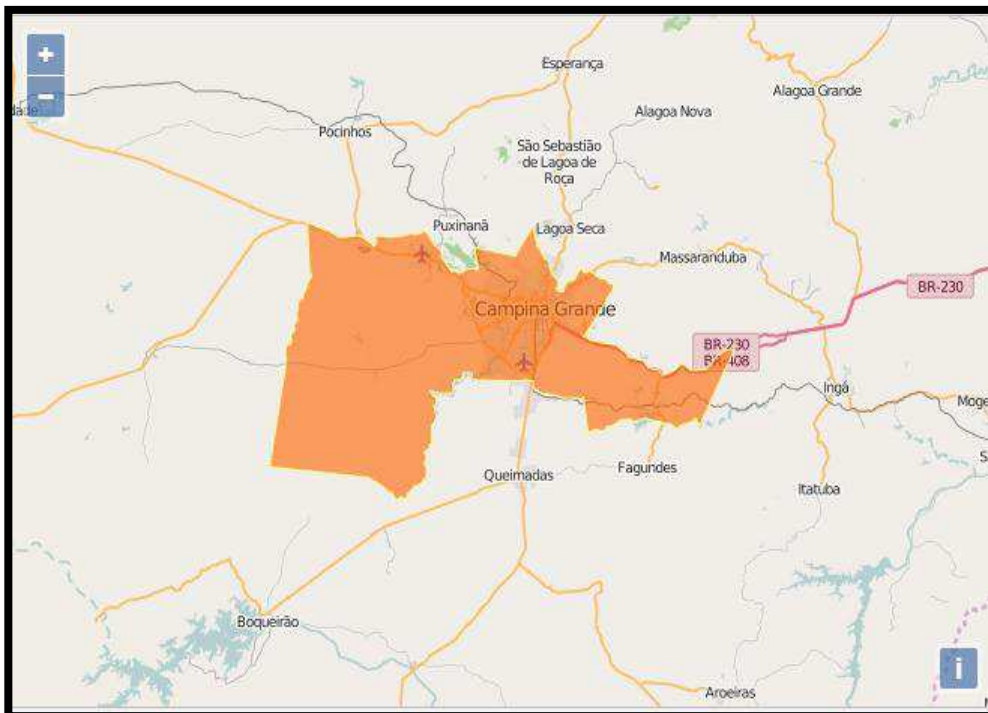 +
Esperança
−
Alagoa Grande
dade
Alagoa Nova
Pocinhos
São Sebastião
de Lagoa de
Roça
Puxinanã
Lagoa Seca
Massaranduba
BR-230
Campina Grande
BR-230
BR-408
Ingá
Moge
Fagundes
Queimadas
Itatuba
Boqueirão
i
Aroeiras